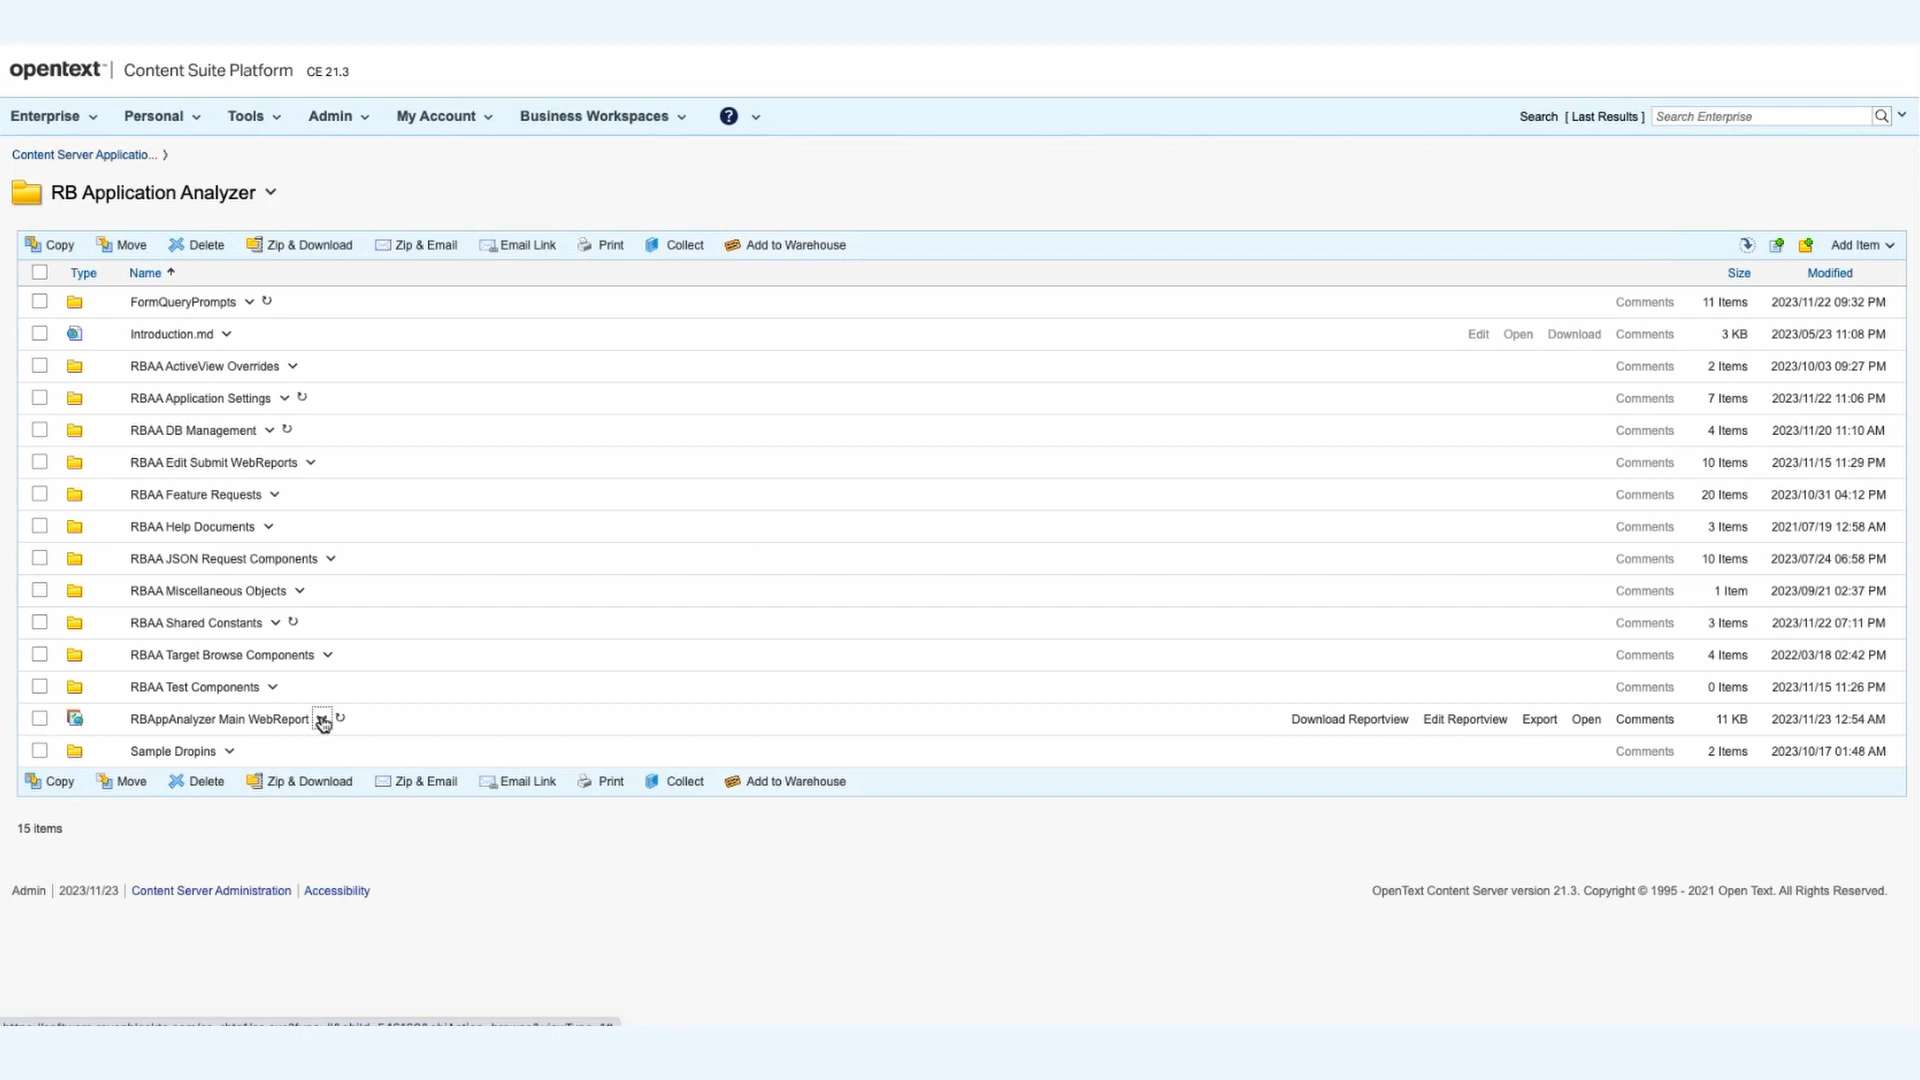 opentext™ | Content Suite Platform CE 21.3
Enterprise Personal Tools Admin My Account Business Workspaces ? Search [ Last Results ] Search Enterprise
Content Server Applicatio... ⟩
RB Application Analyzer
Copy Move Delete Zip & Download Zip & Email Email Link Print Collect Add to Warehouse Add Item
Type Name Size Modified
FormQueryPrompts Comments 11 Items 2023/11/22 09:32 PM
Introduction.md Edit Open Download Comments 3 KB 2023/05/23 11:08 PM
RBAA ActiveView Overrides Comments 2 Items 2023/10/03 09:27 PM
RBAA Application Settings Comments 7 Items 2023/11/22 11:06 PM
RBAA DB Management Comments 4 Items 2023/11/20 11:10 AM
RBAA Edit Submit WebReports Comments 10 Items 2023/11/15 11:29 PM
RBAA Feature Requests Comments 20 Items 2023/10/31 04:12 PM
RBAA Help Documents Comments 3 Items 2021/07/19 12:58 AM
RBAA JSON Request Components Comments 10 Items 2023/07/24 06:58 PM
RBAA Miscellaneous Objects Comments 1 Item 2023/09/21 02:37 PM
RBAA Shared Constants Comments 3 Items 2023/11/22 07:11 PM
RBAA Target Browse Components Comments 4 Items 2022/03/18 02:42 PM
RBAA Test Components Comments 0 Items 2023/11/15 11:26 PM
RBAppAnalyzer Main WebReport Download Reportview Edit Reportview Export Open Comments 11 KB 2023/11/23 12:54 AM
Sample Dropins Comments 2 Items 2023/10/17 01:48 AM
Copy Move Delete Zip & Download Zip & Email Email Link Print Collect Add to Warehouse
15 items
Admin | 2023/11/23 | Content Server Administration | Accessibility OpenText Content Server version 21.3. Copyright © 1995 - 2021 Open Text. All Rights Reserved.